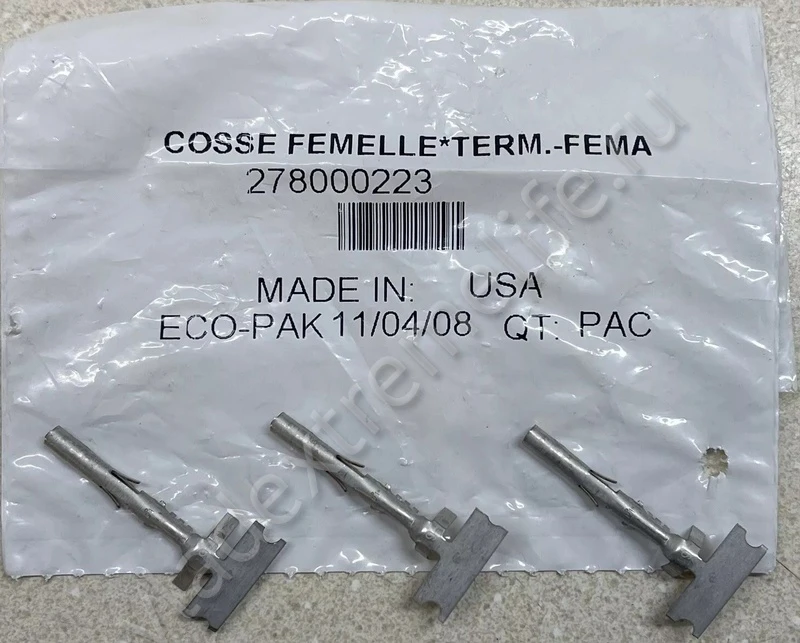 COSSE FEMELLE*TERM.-FEMA
278000223
MADE IN: USA
ECO-PAK 11/04/08 QT: PAC